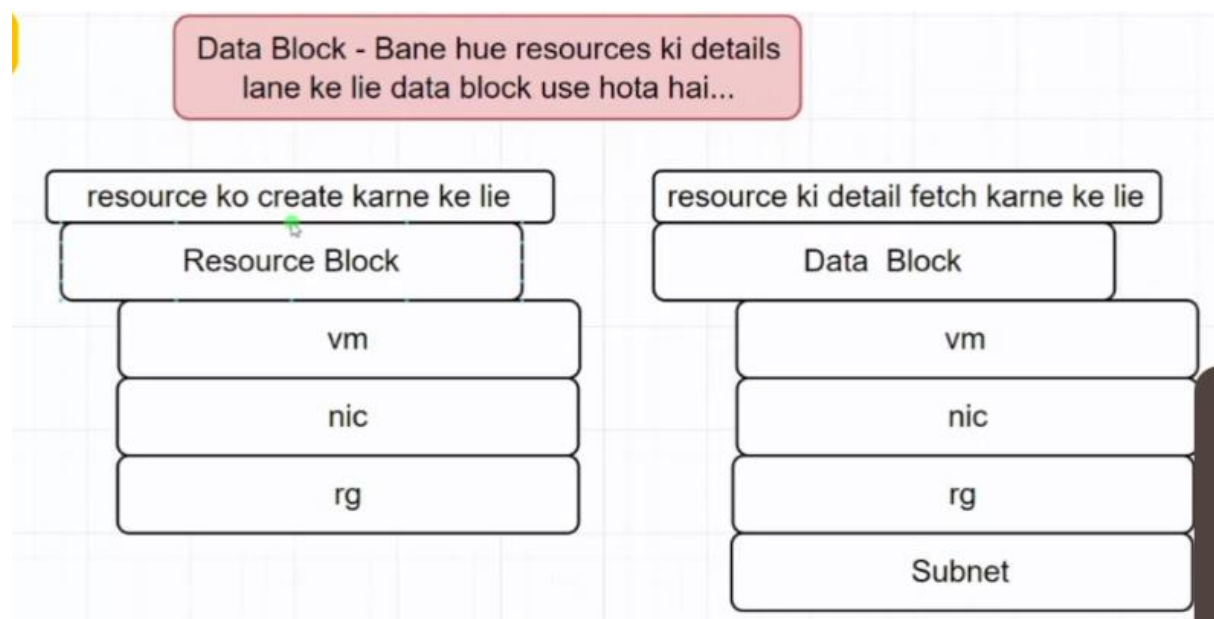 Data Block - Bane hue resources ki details
lane ke lie data block use hota hai...
resource ko create karne ke lie
Resource Block
vm
nic
rg
resource ki detail fetch karne ke lie
Data Block
vm
nic
rg
Subnet